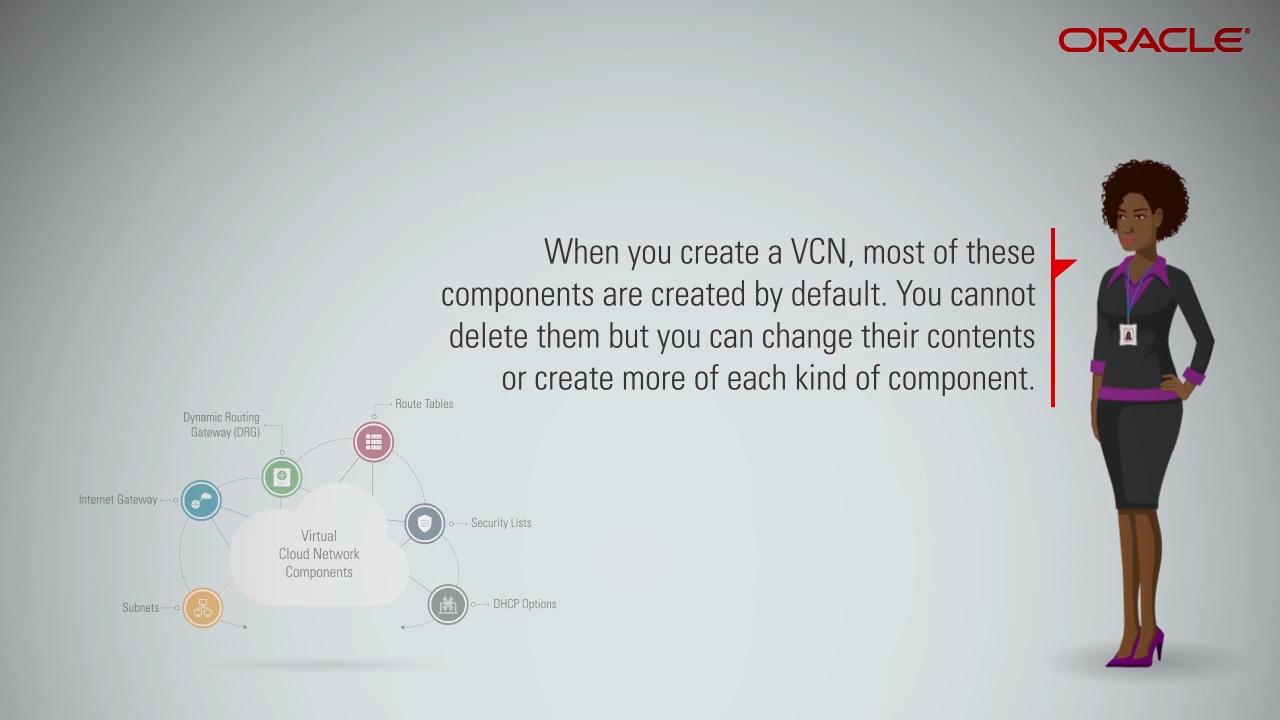 ORACLE®
When you create a VCN, most of these
components are created by default. You cannot
delete them but you can change their contents
or create more of each kind of component.
Route Tables
Dynamic Routing
Gateway (DRG)
Internet Gateway
Security Lists
Virtual
Cloud Network
Components
Subnets
DHCP Options